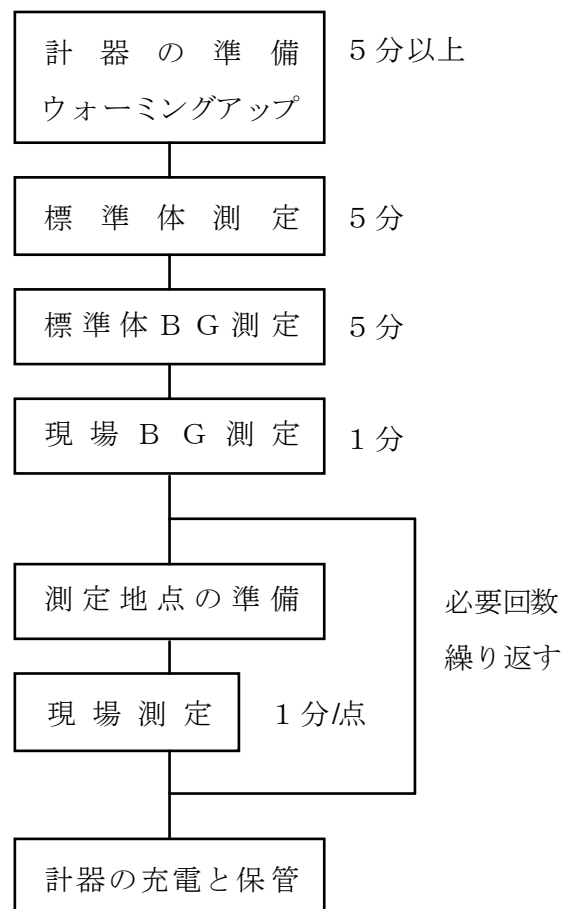 計器の準備
ウォーミングアップ
5分以上
標準体測定
5分
標準体BG測定
5分
現場BG測定
1分
測定地点の準備
必要回数
繰り返す
現場測定
1分/点
計器の充電と保管